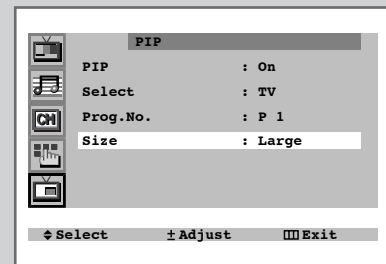 PIP
PIP : On
Select : TV
CH
Prog.No. : P 1
Size : Large
Select ± Adjust Exit